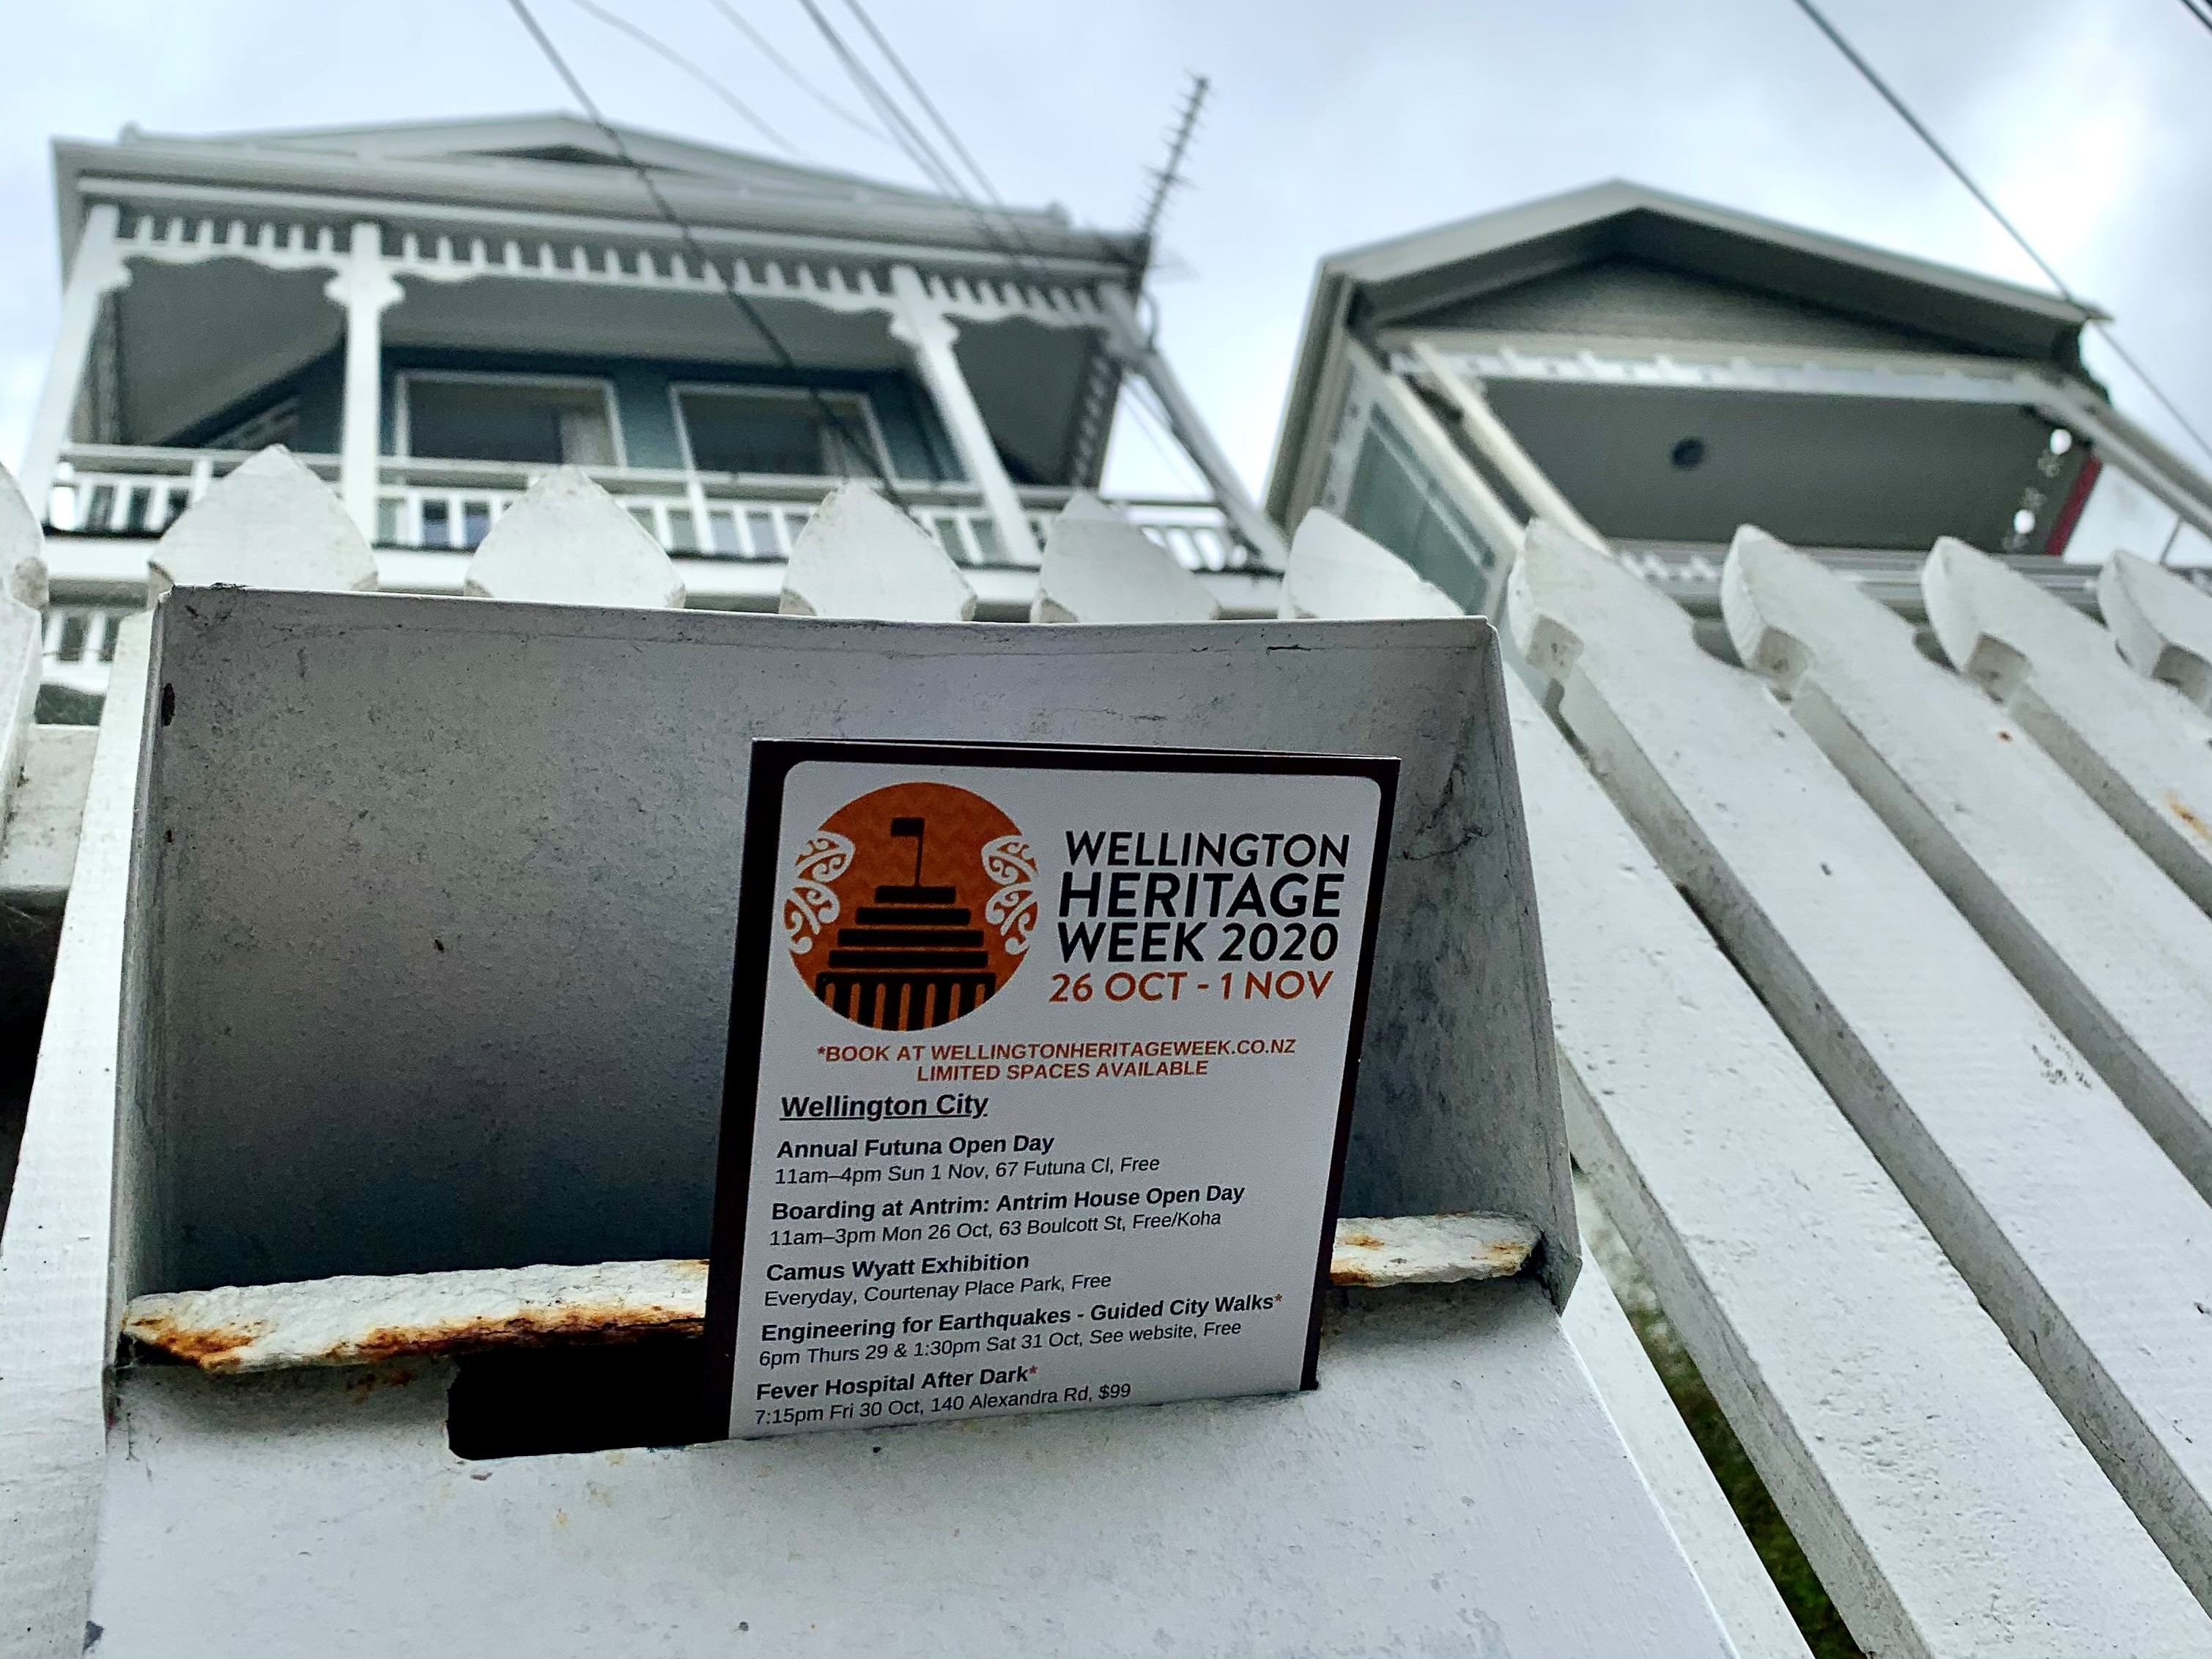 WELLINGTON
HERITAGE
WEEK 2020
26 OCT - 1 NOV
*BOOK AT WELLINGTONHERITAGEWEEK.CO.NZ
LIMITED SPACES AVAILABLE
Wellington City
Annual Futuna Open Day
11am–4pm Sun 1 Nov, 67 Futuna Cl, Free
Boarding at Antrim: Antrim House Open Day
11am–3pm Mon 26 Oct, 63 Boulcott St, Free/Koha
Camus Wyatt Exhibition
Everyday, Courtenay Place Park, Free
Engineering for Earthquakes - Guided City Walks*
6pm Thurs 29 & 1:30pm Sat 31 Oct, See website, Free
Fever Hospital After Dark*
7:15pm Fri 30 Oct, 140 Alexandra Rd, $99